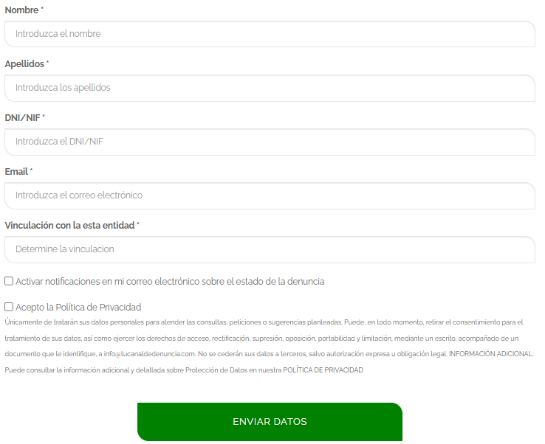 Nombre *
Introduzca el nombre
Apellidos *
Introduzca los apellidos
DNI/NIF *
Introduzca el DNI/NIF
Email *
Introduzca el correo electrónico
Vinculación con la esta entidad *
Determine la vinculacion
Activar notificaciones en mi correo electrónico sobre el estado de la denuncia
Acepto la Política de Privacidad
Únicamente de tratarán sus datos personales para atender las consultas, peticiones o sugerencias planteadas. Puede, en todo momento, retirar el consentimiento para el
tratamiento de sus datos, así como ejercer los derechos de acceso, rectificación, supresión, oposición, portabilidad y limitación, mediante un escrito, acompañado de un
documento que le identifique, a info@tucanaldedenuncia.com. No se cederán sus datos a terceros, salvo autorización expresa u obligación legal. INFORMACIÓN ADICIONAL:
Puede consultar la información adicional y detallada sobre Protección de Datos en nuestra POLÍTICA DE PRIVACIDAD
ENVIAR DATOS